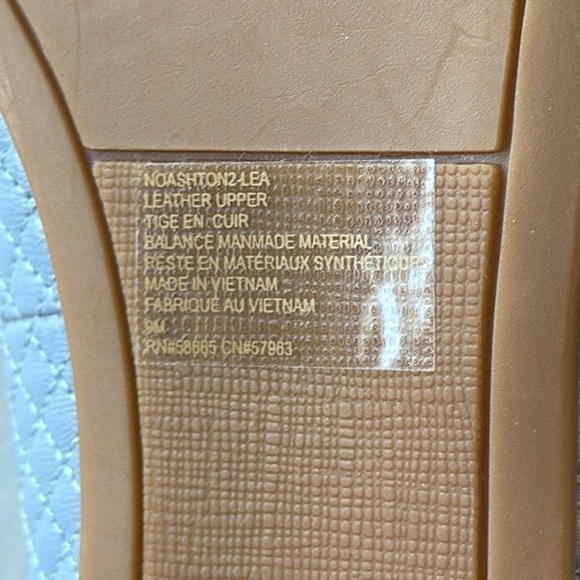 NOASHTON2-LEA
LEATHER UPPER
TIGE EN CUIR
BALANCE MANMADE MATERIAL
RESTE EN MATÉRIAUX SYNTHÉTIQUES
MADE IN VIETNAM
FABRIQUÉ AU VIETNAM
9M
RN#58665 CN#57963